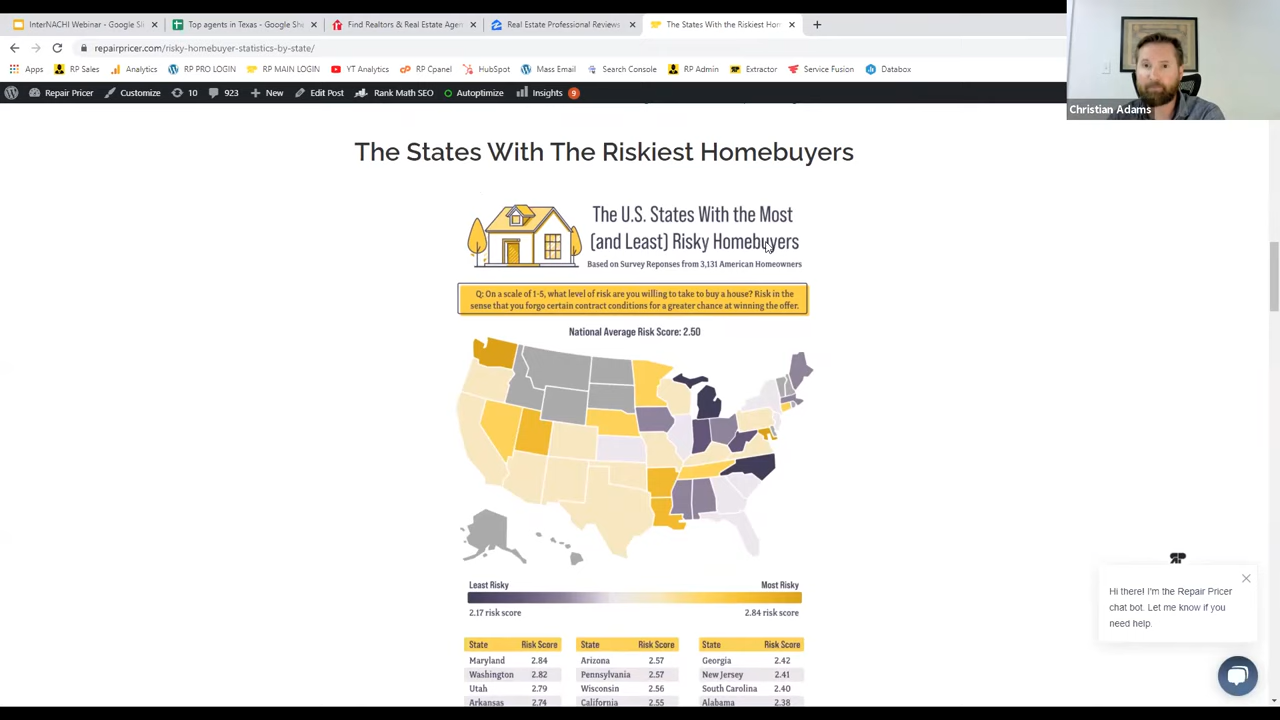 InterNACHI Webinar - Google Sli
Top agents in Texas - Google She
Find Realtors & Real Estate Agen
Real Estate Professional Reviews
The States With the Riskiest Hom
repairpricer.com/risky-homebuyer-statistics-by-state/
Apps
RP Sales
Analytics
RP PRO LOGIN
RP MAIN LOGIN
YT Analytics
RP Cpanel
HubSpot
Mass Email
Search Console
RP Admin
Extractor
Service Fusion
Databox
Repair Pricer
Customize
10
923
New
Edit Post
Rank Math SEO
Autoptimize
Insights 9
Christian Adams
The States With The Riskiest Homebuyers
The U.S. States With the Most
(and Least) Risky Homebuyers
Based on Survey Reponses from 3,131 American Homeowners
Q: On a scale of 1-5, what level of risk are you willing to take to buy a house? Risk in the
sense that you forgo certain contract conditions for a greater chance at winning the offer.
National Average Risk Score: 2.50
Least Risky Most Risky
2.17 risk score 2.84 risk score
State Risk Score State Risk Score State Risk Score
Maryland 2.84 Arizona 2.57 Georgia 2.42
Washington 2.82 Pennsylvania 2.57 New Jersey 2.41
Utah 2.79 Wisconsin 2.56 South Carolina 2.40
Arkansas 2.74 California 2.55 Alabama 2.38
Hi there! I'm the Repair Pricer
chat bot. Let me know if you
need help.